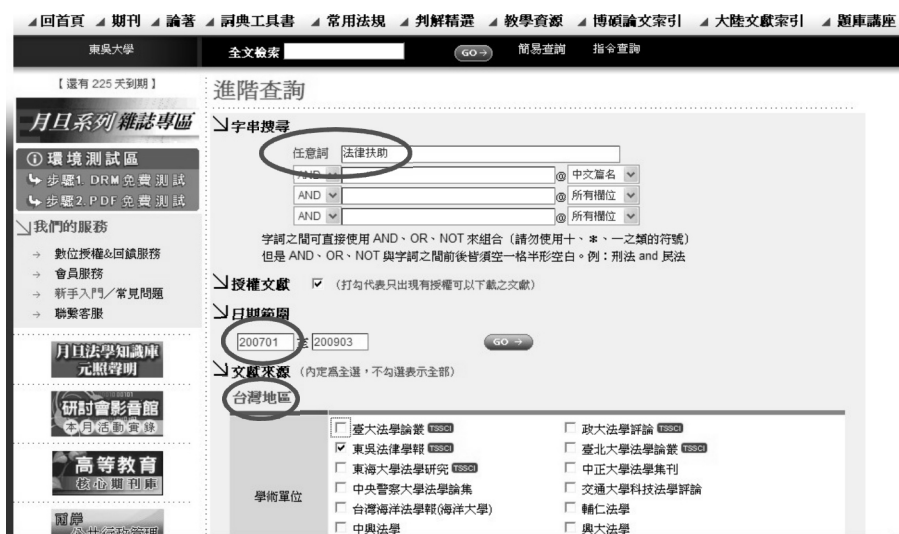 回首頁 期刊 論著 詞典工具書 常用法規 判解精選 教學資源 博碩論文索引 大陸文獻索引 題庫講座
東吳大學 全文檢索 GO 簡易查詢 指令查詢
【還有 225 天到期】
月旦系列雜誌專區
環境測試區
步驟1. DRM 免費測試
步驟2. PDF 免費測試
我們的服務
數位授權&回饋服務
會員服務
新手入門／常見問題
聯繫客服
月旦法學知識庫
元照聲明
研討會影音館
本月活動實錄
高等教育
核心期刊庫
公共行政管理
進階查詢
字串搜尋
任意詞 法律扶助
AND @ 中文篇名
AND @ 所有欄位
AND @ 所有欄位
字詞之間可直接使用 AND、OR、NOT 來組合（請勿使用＋、＊、－之類的符號）
但是 AND、OR、NOT 與字詞之間前後皆須空一格半形空白。例：刑法 and 民法
授權文獻 （打勾代表只出現有授權可以下載之文獻）
日期範圍
200701 至 200903 GO
文獻來源（內定為全選，不勾選表示全部）
台灣地區
學術單位
臺大法學論叢 TSSCI 政大法學評論 TSSCI
東吳法律學報 TSSCI 臺北大學法學論叢 TSSCI
東海大學法學研究 TSSCI 中正大學法學集刊
中央警察大學法學論集 交通大學科技法學評論
台灣海洋法學報(海洋大學) 輔仁法學
中興法學 興大法學